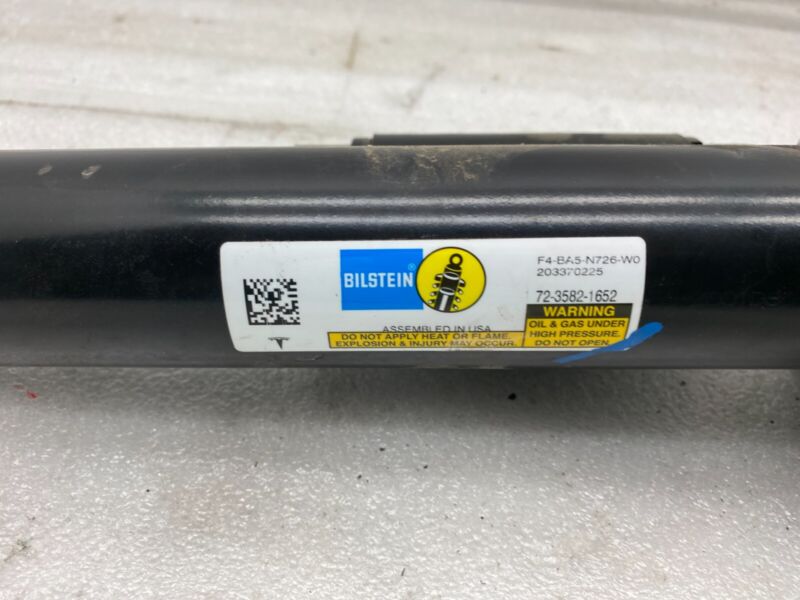 BILSTEIN
F4-BA5-N726-W0
203370225
72-3582-1652
ASSEMBLED IN USA
DO NOT APPLY HEAT OR FLAME.
EXPLOSION & INJURY MAY OCCUR.
WARNING
OIL & GAS UNDER
HIGH PRESSURE.
DO NOT OPEN.